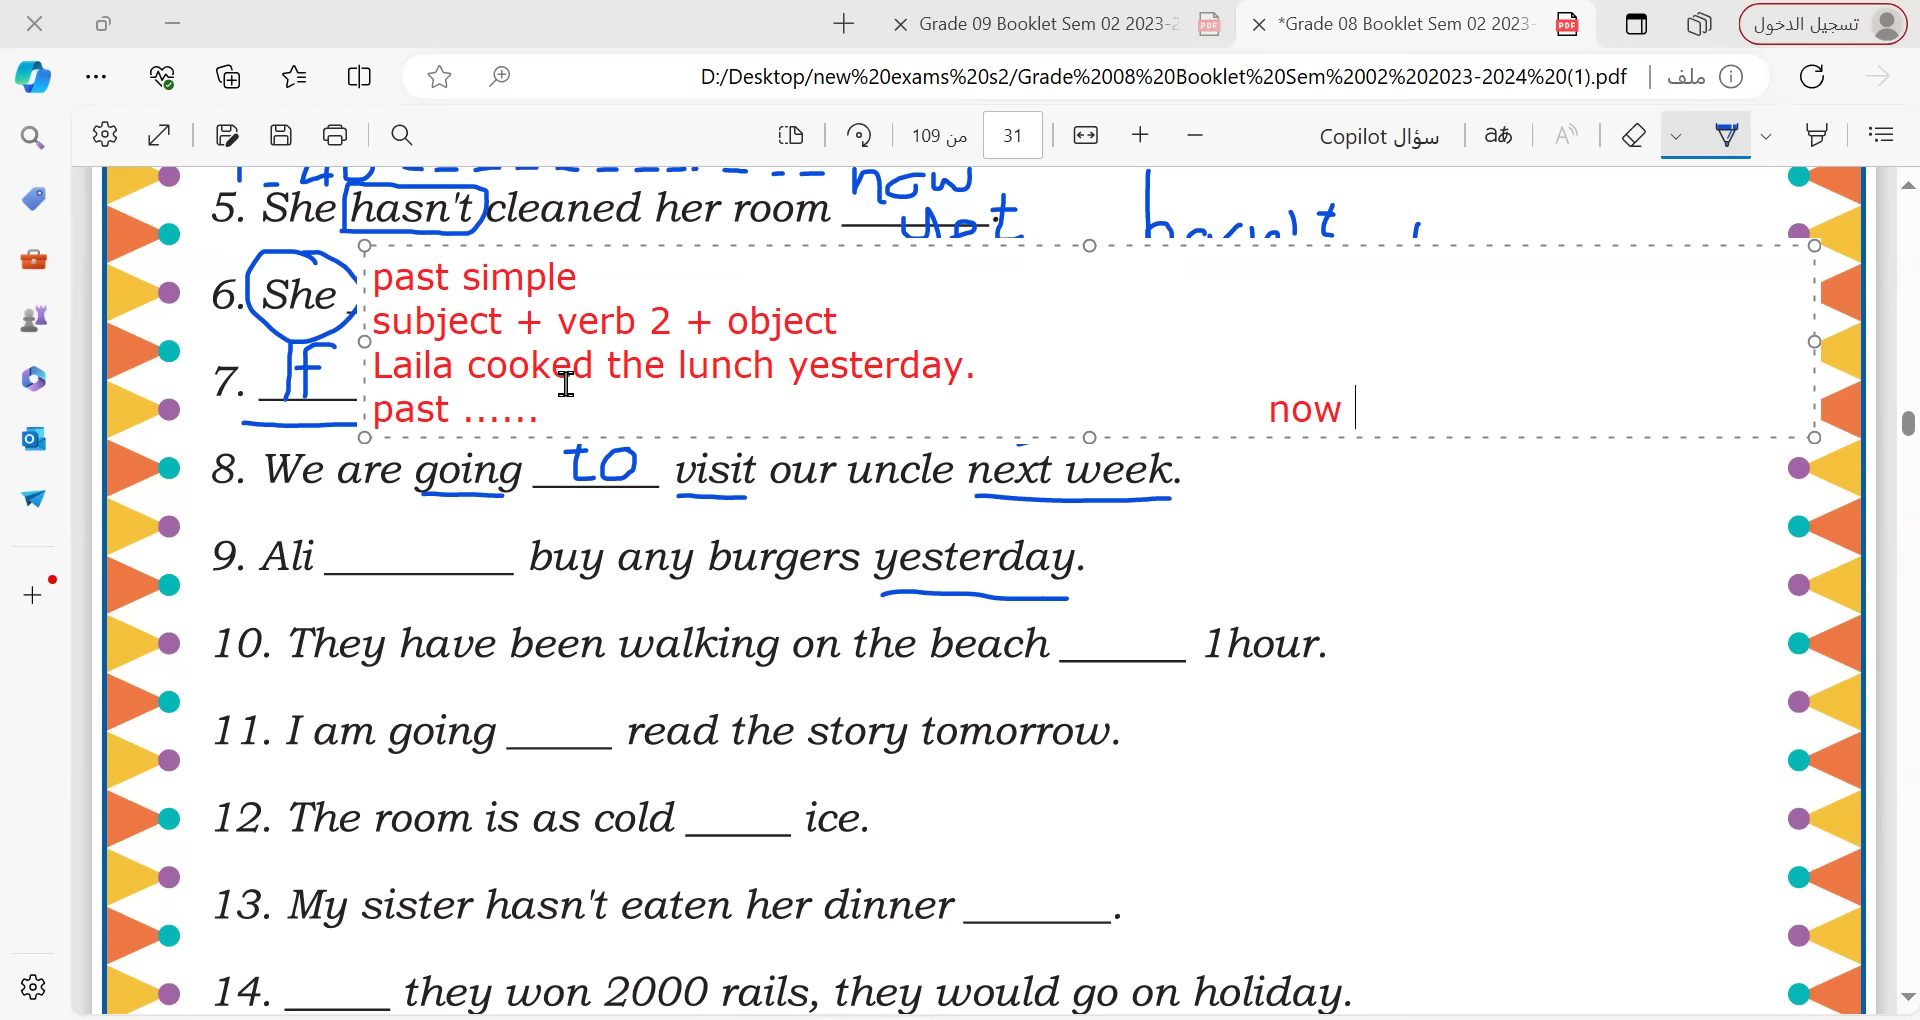 Grade 09 Booklet Sem 02 2023-2
*Grade 08 Booklet Sem 02 2023-
تسجيل الدخول
D:/Desktop/new%20exams%20s2/Grade%2008%20Booklet%20Sem%2002%202023-2024%20(1).pdf
ملف
109 من
31
سؤال Copilot
aあ
now
5. She hasn't cleaned her room ______.
yet
6. She
past simple
subject + verb 2 + object
Laila cooked the lunch yesterday.
past ...... now
7. If
8. We are going to visit our uncle next week.
9. Ali ________ buy any burgers yesterday.
10. They have been walking on the beach ______ 1hour.
11. I am going _____ read the story tomorrow.
12. The room is as cold _____ ice.
13. My sister hasn't eaten her dinner _______.
14. _____ they won 2000 rails, they would go on holiday.